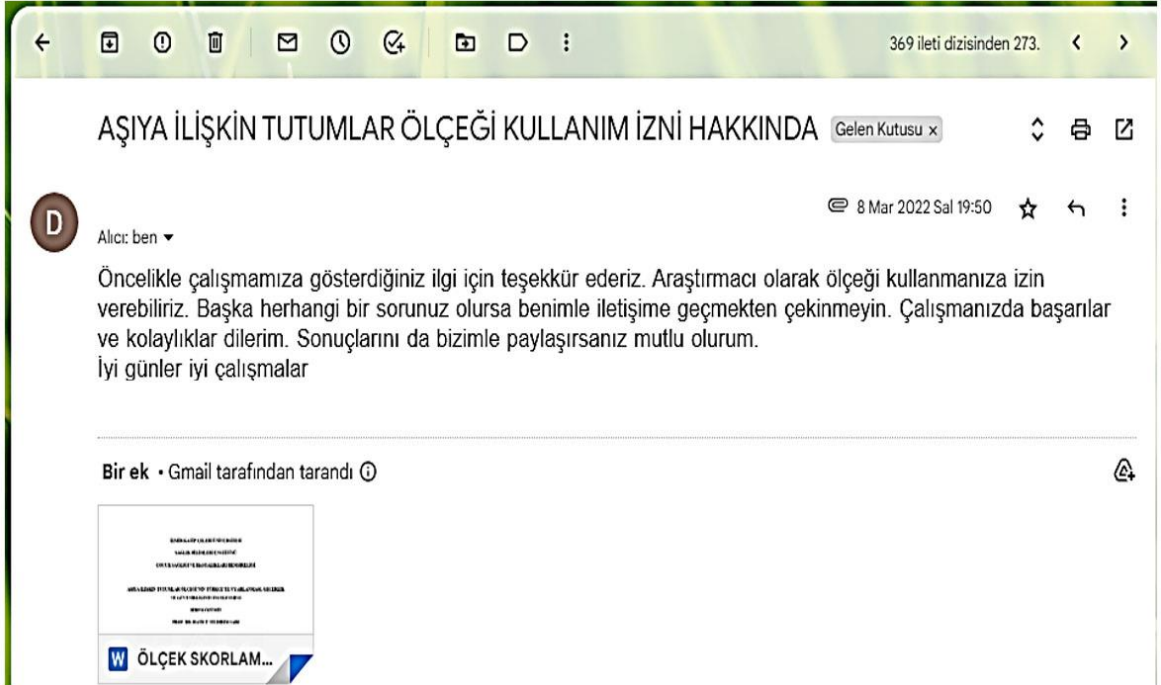 369 ileti dizisinden 273.
AŞIYA İLİŞKİN TUTUMLAR ÖLÇEĞİ KULLANIM İZNİ HAKKINDA Gelen Kutusu x
D
8 Mar 2022 Sal 19:50
Alıcı: ben
Öncelikle çalışmamıza gösterdiğiniz ilgi için teşekkür ederiz. Araştırmacı olarak ölçeği kullanmanıza izin
verebiliriz. Başka herhangi bir sorunuz olursa benimle iletişime geçmekten çekinmeyin. Çalışmanızda başarılar
ve kolaylıklar dilerim. Sonuçlarını da bizimle paylaşırsanız mutlu olurum.
İyi günler iyi çalışmalar
Bir ek • Gmail tarafından tarandı
W ÖLÇEK SKORLAM...